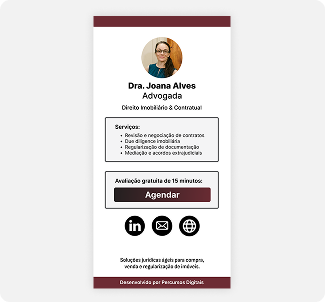 Dra. Joana Alves
Advogada
Direito Imobiliário & Contratual
Serviços:
• Revisão e negociação de contratos
• Due diligence imobiliária
• Regularização de documentação
• Mediação e acordos extrajudiciais
Avaliação gratuita de 15 minutos:
Agendar
in
Soluções jurídicas ágeis para compra,
venda e regularização de imóveis.
Desenvolvido por Percursos Digitais